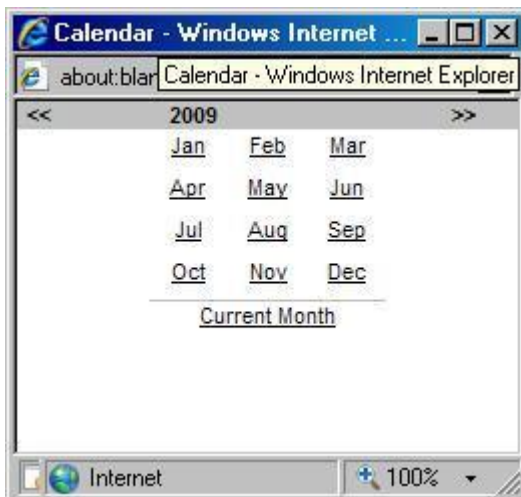 Calendar - Windows Internet ...
about:blar
Calendar - Windows Internet Explorer
<< 2009 >>
Jan Feb Mar
Apr May Jun
Jul Aug Sep
Oct Nov Dec
Current Month
Internet 100%